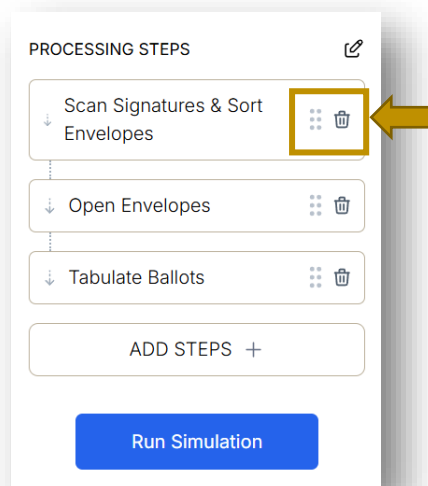 PROCESSING STEPS
Scan Signatures & Sort
Envelopes
Open Envelopes
Tabulate Ballots
ADD STEPS +
Run Simulation